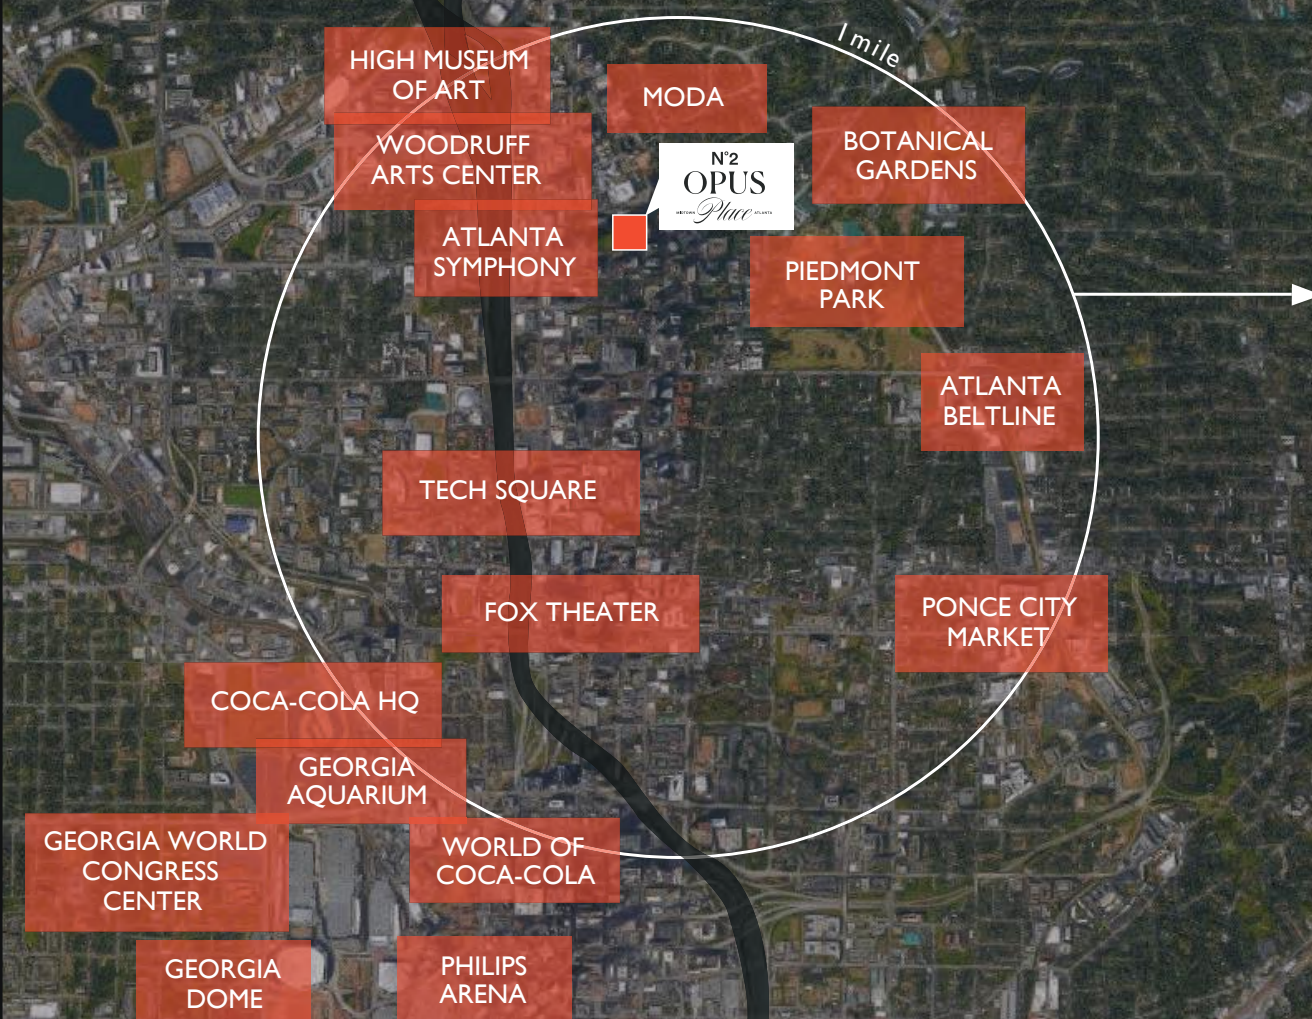 1 mile
HIGH MUSEUM
OF ART
MODA
WOODRUFF
ARTS CENTER
BOTANICAL
GARDENS
N°2
OPUS
MIDTOWN Place ATLANTA
ATLANTA
SYMPHONY
PIEDMONT
PARK
ATLANTA
BELTLINE
TECH SQUARE
FOX THEATER
PONCE CITY
MARKET
COCA-COLA HQ
GEORGIA
AQUARIUM
GEORGIA WORLD
CONGRESS
CENTER
WORLD OF
COCA-COLA
GEORGIA
DOME
PHILIPS
ARENA